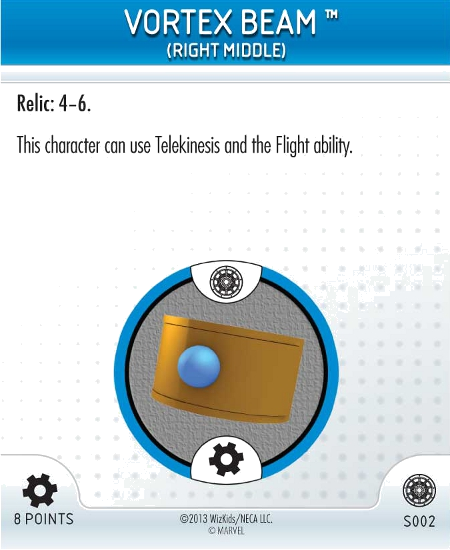 VORTEX BEAM ™
(RIGHT MIDDLE)
Relic: 4–6.
This character can use Telekinesis and the Flight ability.
8 POINTS
©2013 WizKids/NECA LLC.
© MARVEL
S002